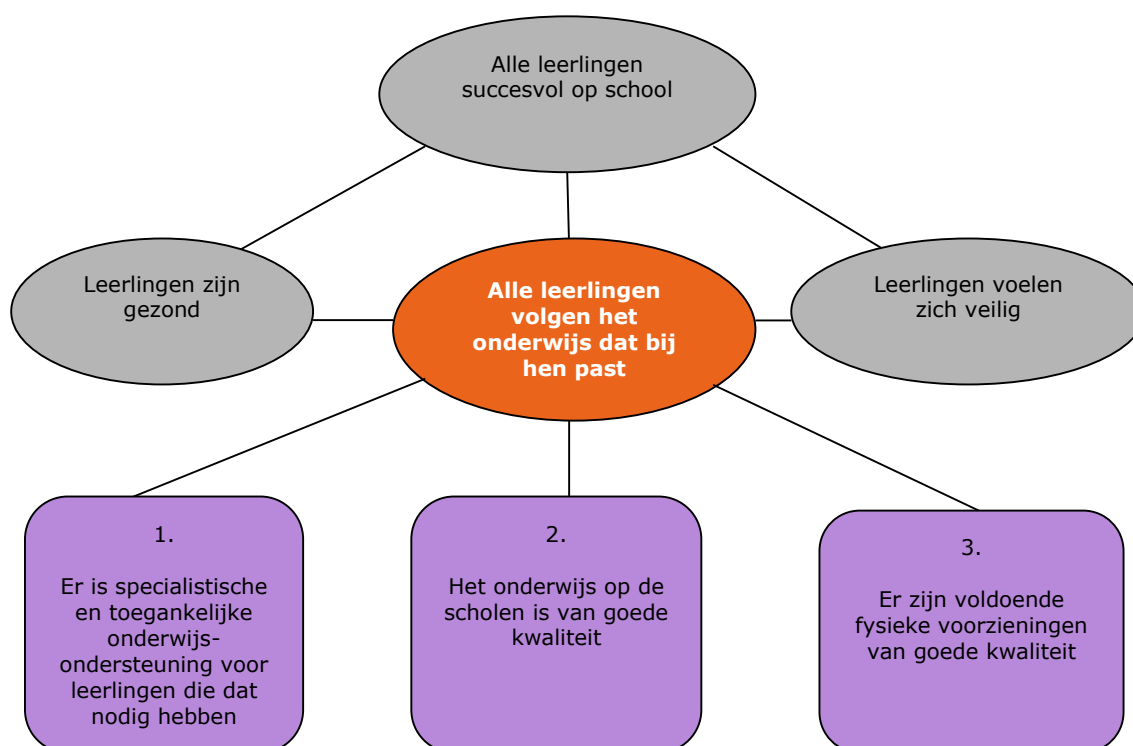 Alle leerlingen
succesvol op school
Leerlingen zijn
gezond
Alle leerlingen
volgen het
onderwijs dat bij
hen past
Leerlingen voelen
zich veilig
1.
Er is specialistische
en toegankelijke
onderwijs-
ondersteuning voor
leerlingen die dat
nodig hebben
2.
Het onderwijs op de
scholen is van goede
kwaliteit
3.
Er zijn voldoende
fysieke voorzieningen
van goede kwaliteit